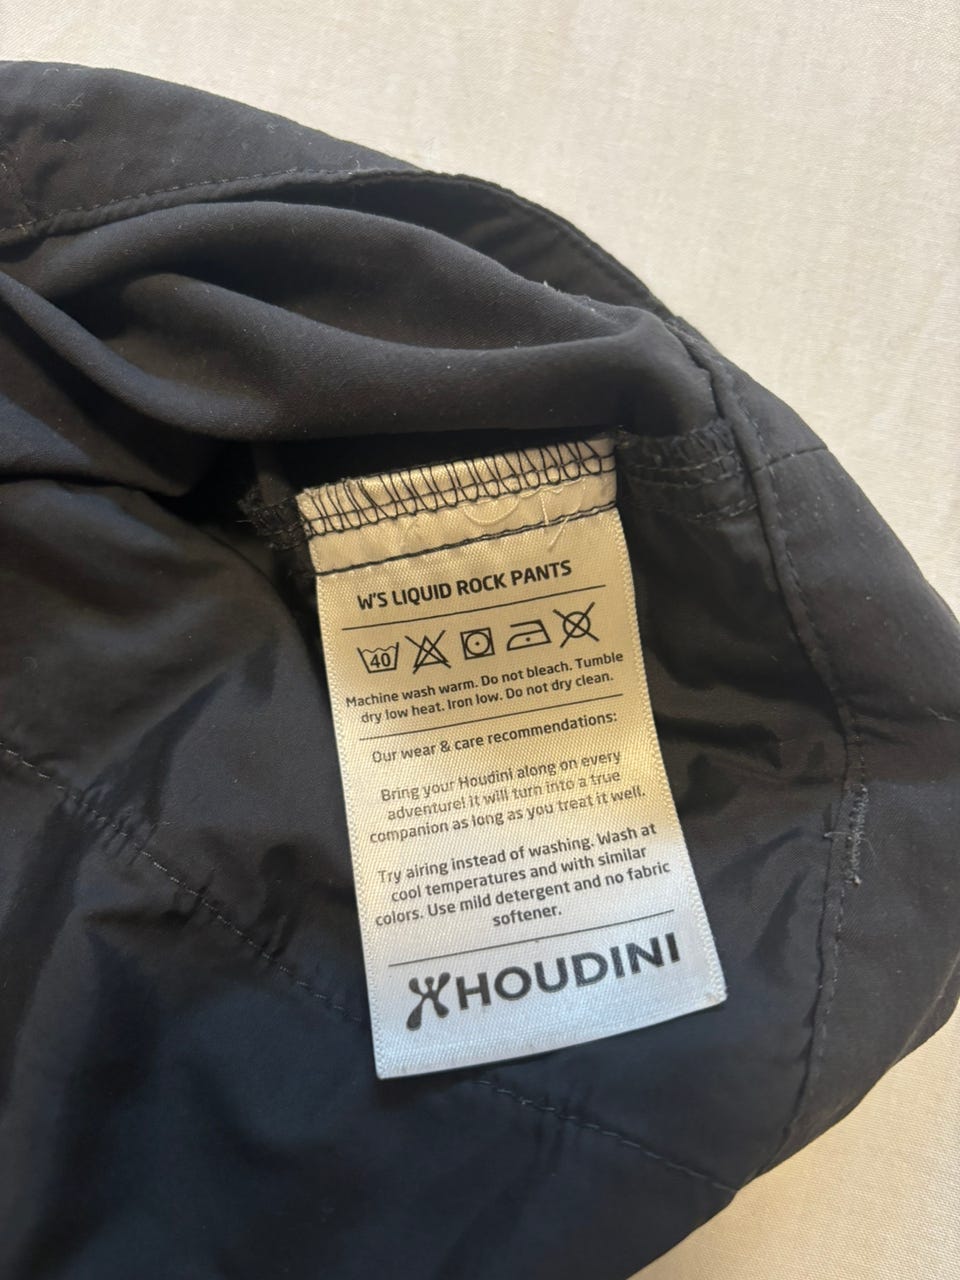 W'S LIQUID ROCK PANTS
40
Machine wash warm. Do not bleach. Tumble
dry low heat. Iron low. Do not dry clean.
Our wear & care recommendations:
Bring your Houdini along on every
adventure! it will turn into a true
companion as long as you treat it well.
Try airing instead of washing. Wash at
cool temperatures and with similar
colors. Use mild detergent and no fabric
softener.
HOUDINI